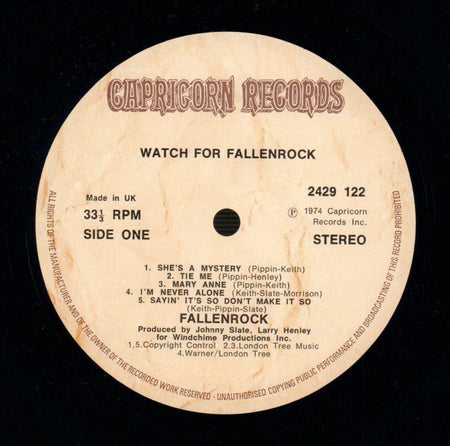 CAPRICORN RECORDS
WATCH FOR FALLENROCK
Made in UK
33⅓ RPM
SIDE ONE
2429 122
Ⓟ 1974 Capricorn
Records Inc.
STEREO
1. SHE'S A MYSTERY (Pippin-Keith)
2. TIE ME (Pippin-Henley)
3. MARY ANNE (Pippin-Keith)
4. I'M NEVER ALONE (Keith-Slate-Morrison)
5. SAYIN' IT'S SO DON'T MAKE IT SO
(Keith-Pippin-Slate)
FALLENROCK
Produced by Johnny Slate, Larry Henley
for Windchime Productions Inc.
1.5.Copyright Control 2.3.London Tree Music
4.Warner/London Tree
ALL RIGHTS OF THE MANUFACTURER AND OF THE OWNER OF THE RECORDED WORK RESERVED - UNAUTHORISED COPYING PUBLIC PERFORMANCE AND BROADCASTING OF THIS RECORD PROHIBITED